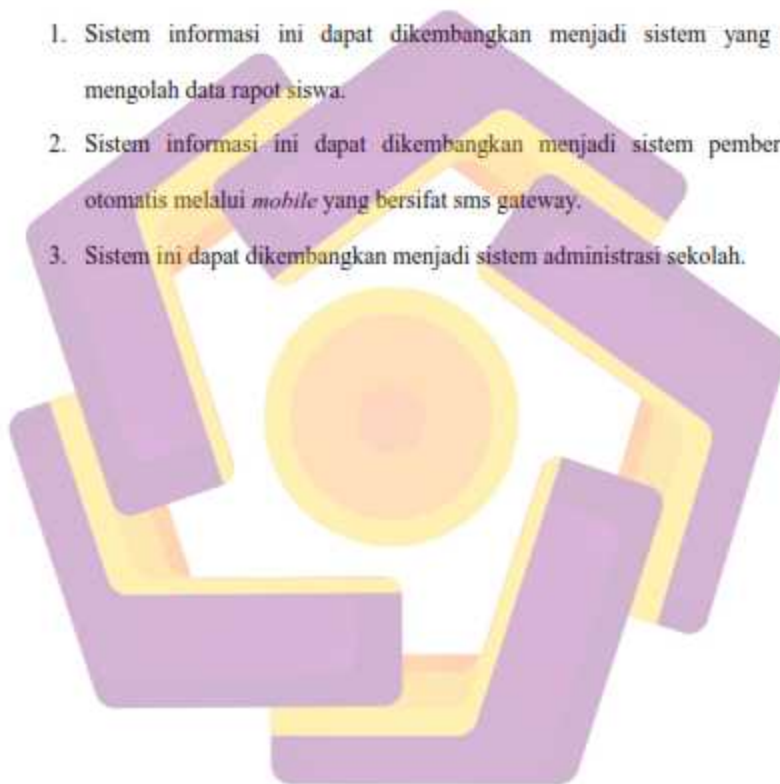 1. Sistem informasi ini dapat dikembangkan menjadi sistem yang
mengolah data rapot siswa.
2. Sistem informasi ini dapat dikembangkan menjadi sistem pember
otomatis melalui mobile yang bersifat sms gateway.
3. Sistem ini dapat dikembangkan menjadi sistem administrasi sekolah.